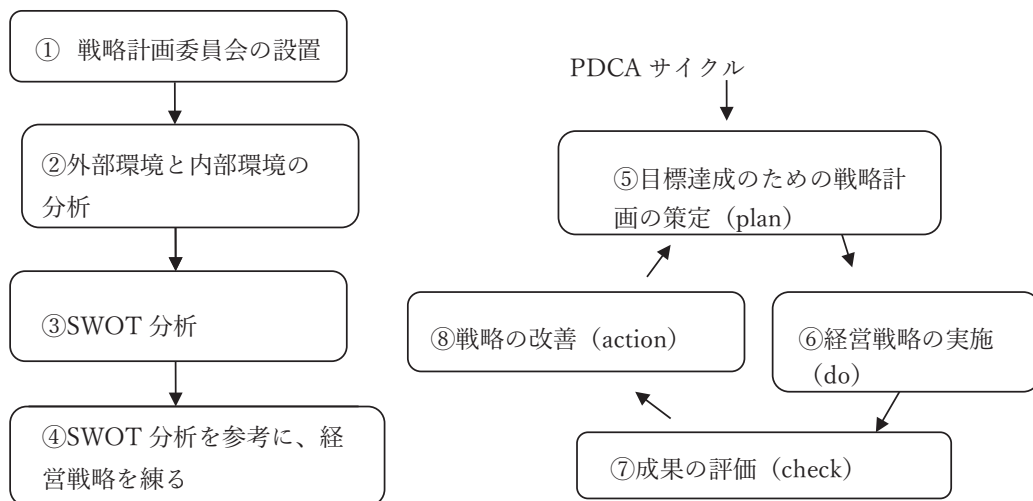 ① 戦略計画委員会の設置
②外部環境と内部環境の
分析
③SWOT 分析
④SWOT 分析を参考に、経
営戦略を練る
PDCA サイクル
⑤目標達成のための戦略計
画の策定（plan）
⑥経営戦略の実施
（do）
⑦成果の評価（check）
⑧戦略の改善（action）